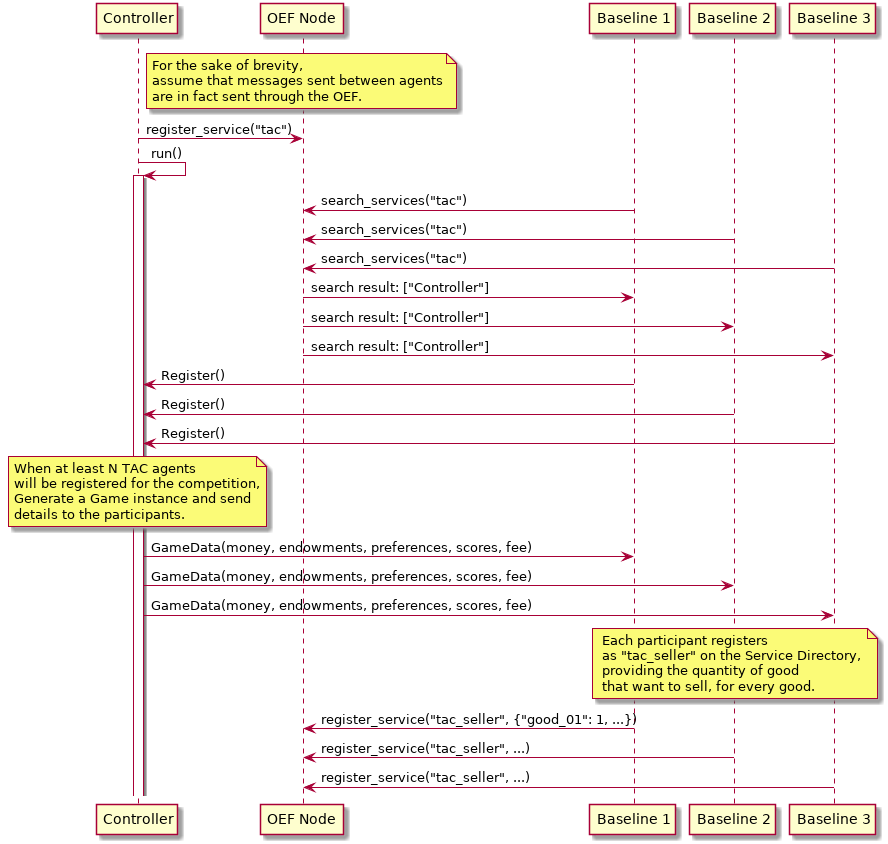 Controller OEF Node Baseline 1 Baseline 2 Baseline 3
For the sake of brevity,
assume that messages sent between agents
are in fact sent through the OEF.
register_service("tac")
run()
search_services("tac")
search_services("tac")
search_services("tac")
search result: ["Controller"]
search result: ["Controller"]
search result: ["Controller"]
Register()
Register()
Register()
When at least N TAC agents
will be registered for the competition,
Generate a Game instance and send
details to the participants.
GameData(money, endowments, preferences, scores, fee)
GameData(money, endowments, preferences, scores, fee)
GameData(money, endowments, preferences, scores, fee)
Each participant registers
as "tac_seller" on the Service Directory,
providing the quantity of good
that want to sell, for every good.
register_service("tac_seller", {"good_01": 1, ...})
register_service("tac_seller", ...)
register_service("tac_seller", ...)
Controller OEF Node Baseline 1 Baseline 2 Baseline 3